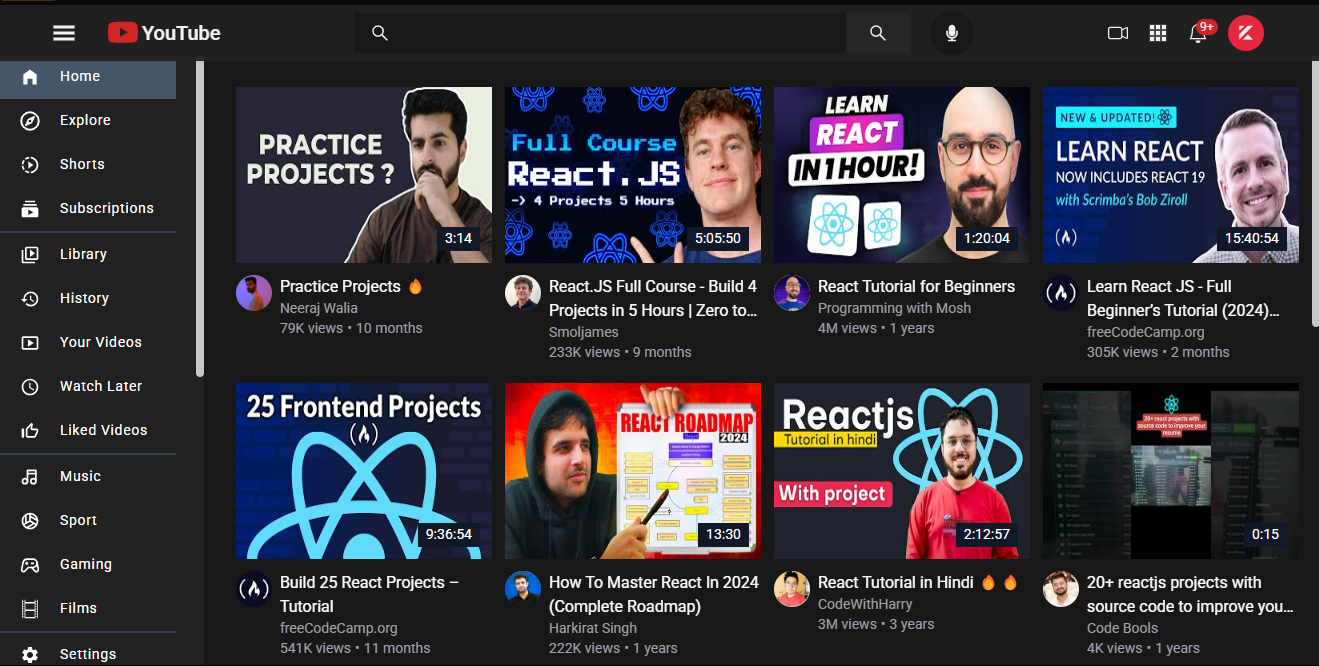 YouTube
9+
Home
Explore
Shorts
Subscriptions
Library
History
Your Videos
Watch Later
Liked Videos
Music
Sport
Gaming
Films
Settings
PRACTICE
PROJECTS ?
3:14
Practice Projects 🔥
Neeraj Walia
79K views • 10 months
Full Course
React.JS
-> 4 Projects 5 Hours
5:05:50
React.JS Full Course - Build 4
Projects in 5 Hours | Zero to...
Smoljames
233K views • 9 months
LEARN
REACT
IN 1 HOUR!
1:20:04
React Tutorial for Beginners
Programming with Mosh
4M views • 1 years
NEW & UPDATED!
LEARN REACT
NOW INCLUDES REACT 19
with Scrimba's Bob Ziroll
15:40:54
Learn React JS - Full
Beginner's Tutorial (2024)...
freeCodeCamp.org
305K views • 2 months
25 Frontend Projects
9:36:54
Build 25 React Projects –
Tutorial
freeCodeCamp.org
541K views • 11 months
REACT ROADMAP
2024
13:30
How To Master React In 2024
(Complete Roadmap)
Harkirat Singh
222K views • 1 years
Reactjs
Tutorial in hindi
With project
2:12:57
React Tutorial in Hindi 🔥 🔥
CodeWithHarry
3M views • 3 years
20+ react projects with
source code to improve your
resume
0:15
20+ reactjs projects with
source code to improve you...
Code Bools
4K views • 1 years